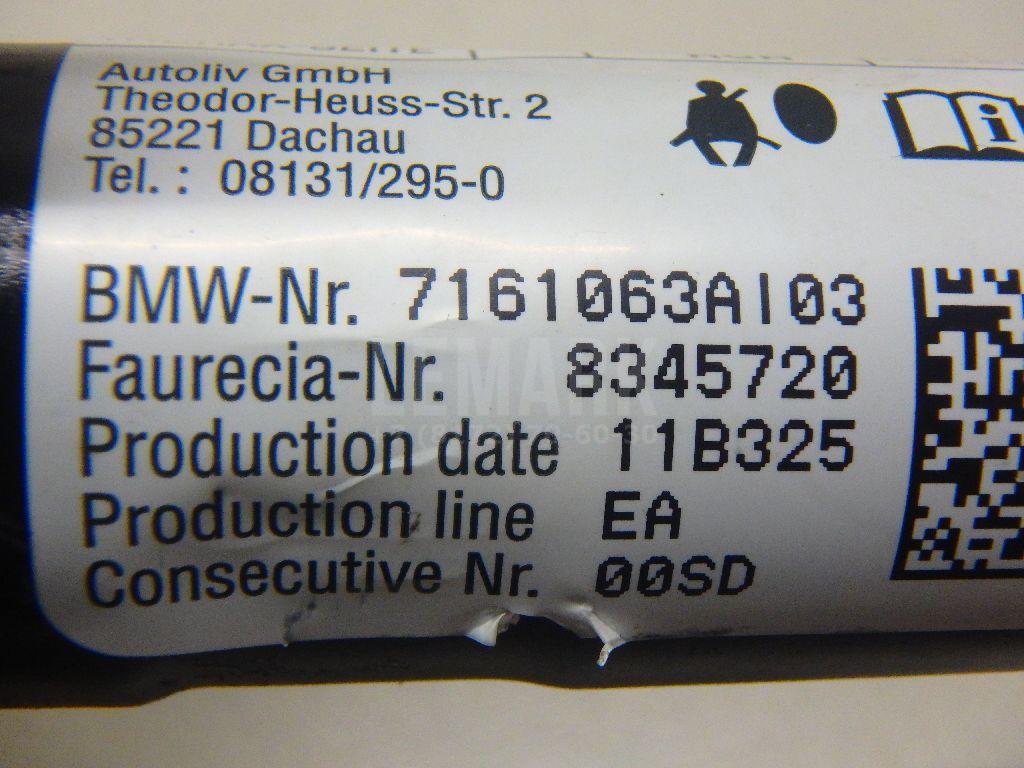 Autoliv GmbH
Theodor-Heuss-Str. 2
85221 Dachau
Tel. : 08131/295-0
BMW-Nr. 7161063AI03
Faurecia-Nr. 8345720
LEMARK
Production date 11B325
Production line EA
Consecutive Nr. 00SD